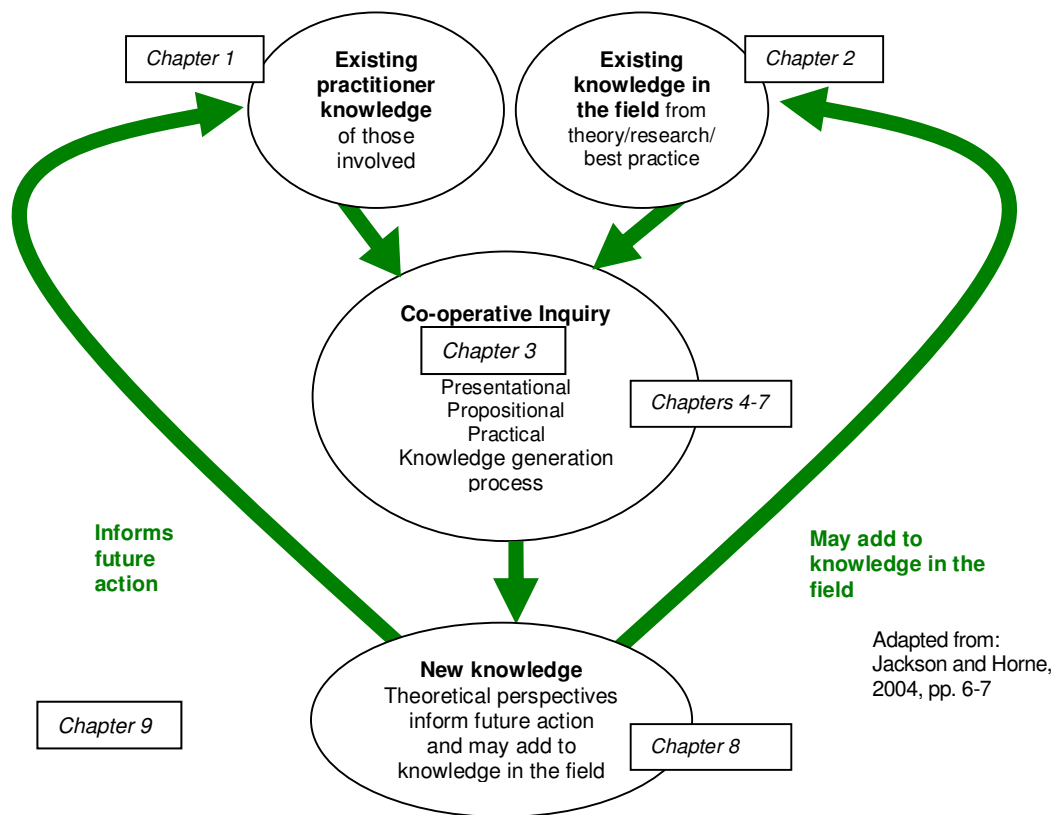 Chapter 1
Existing
practitioner
knowledge
of those
involved
Existing
knowledge in
the field from
theory/research/
best practice
Chapter 2
Co-operative Inquiry
Chapter 3
Presentational
Propositional
Practical
Knowledge generation
process
Chapters 4-7
Informs
future
action
May add to
knowledge in the
field
Adapted from:
Jackson and Horne,
2004, pp. 6-7
New knowledge
Theoretical perspectives
inform future action
and may add to
knowledge in the field
Chapter 8
Chapter 9